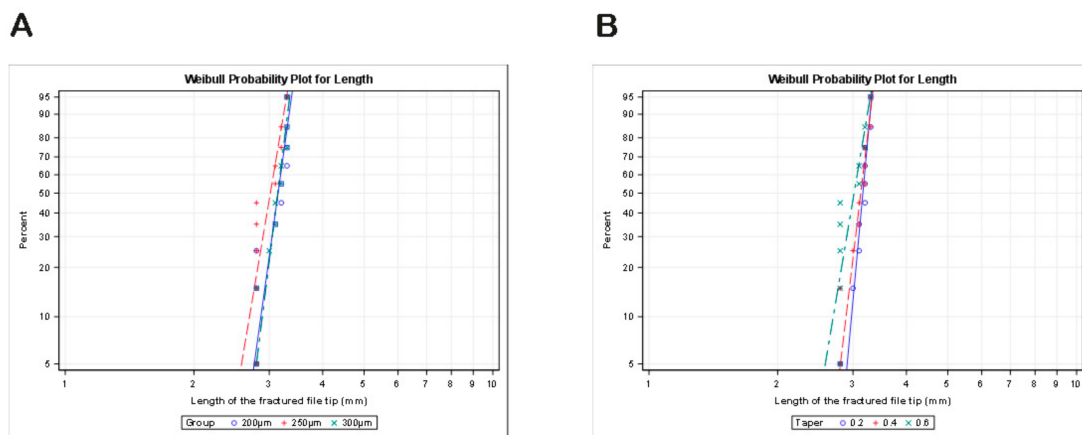 A
B
Weibull Probability Plot for Length
95
90
80
70
60
50
40
30
20
10
5
Percent
1 2 3 4 5 6 7 8 9 10
Length of the fractured file tip (mm)
Group 200µm 250µm 300µm
Weibull Probability Plot for Length
95
90
80
70
60
50
40
30
20
10
5
Percent
1 2 3 4 5 6 7 8 9 10
Length of the fractured file tip (mm)
Taper 0.2 0.4 0.6